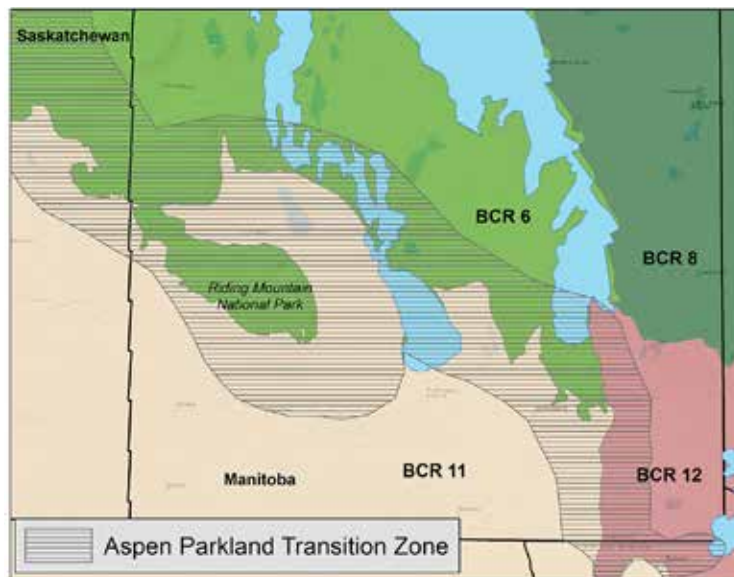 Saskatchewan
BCR 6
BCR 8
Riding Mountain
National Park
Manitoba
BCR 11
BCR 12
Aspen Parkland Transition Zone